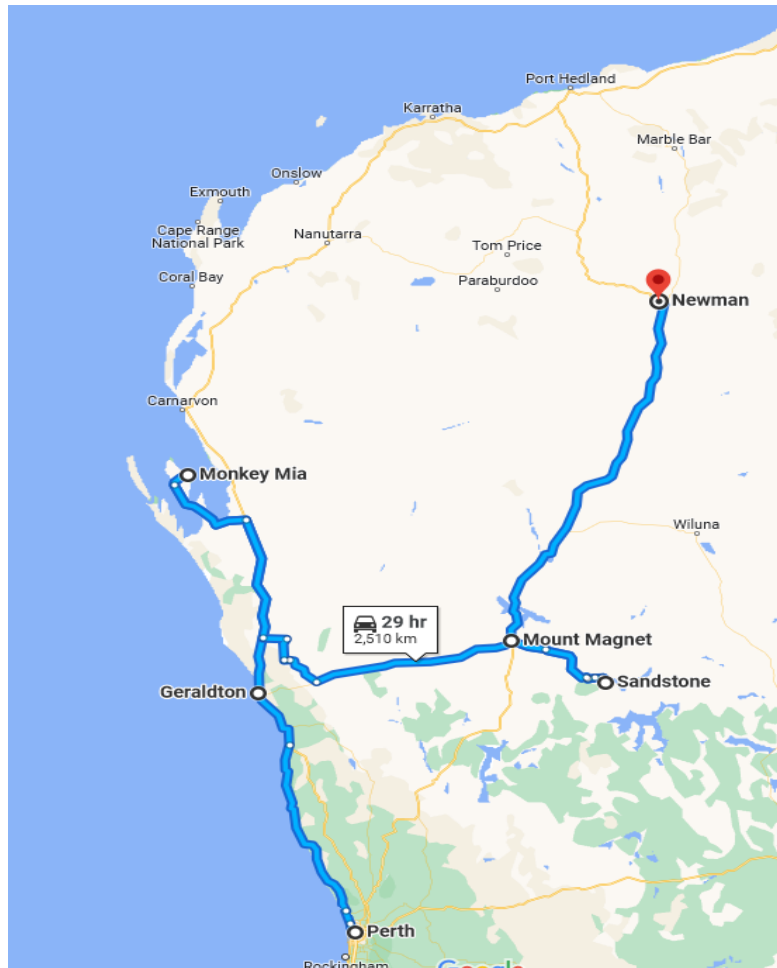 Port Hedland
Karratha
Marble Bar
Onslow
Exmouth
Cape Range
National Park
Nanutarra
Tom Price
Coral Bay
Paraburdoo
Newman
Carnarvon
Monkey Mia
Wiluna
29 hr
2,510 km
Mount Magnet
Sandstone
Geraldton
Perth
Rockingham
Google